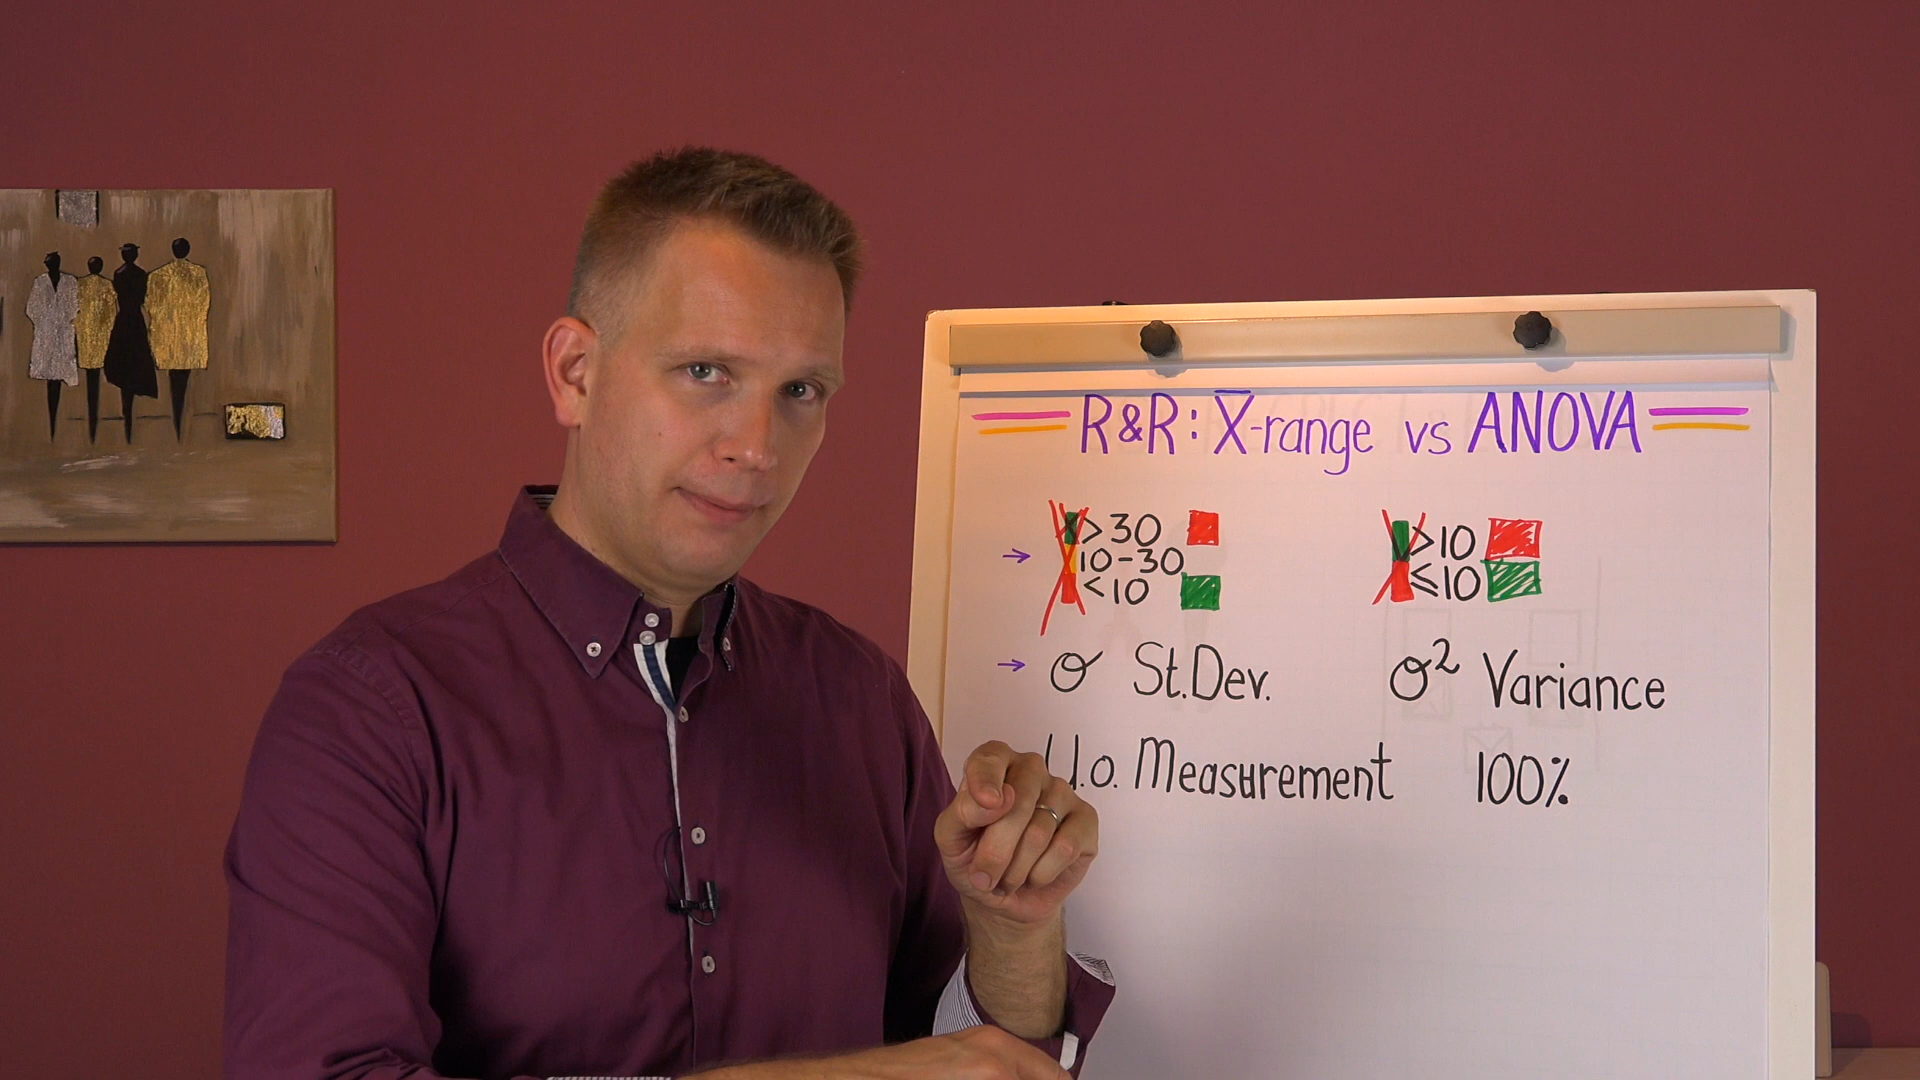 R&R: X̅-range vs ANOVA
>30 >10
10-30
<10 ≤10
→ σ St.Dev. σ² Variance
U.o. Measurement 100%